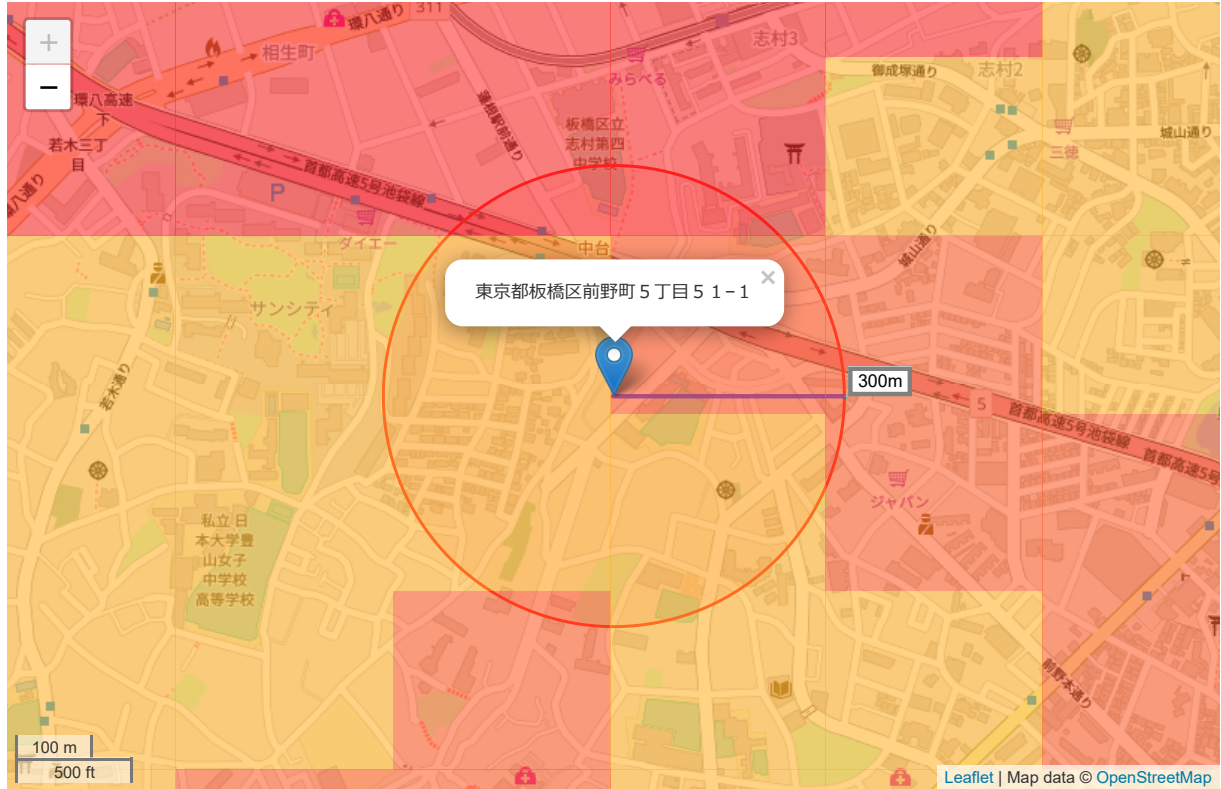 環八通り
311
相生町
志村3
みらべる
御成塚通り
志村2
+
−
環八高速
下
蓮根駅前通り
板橋区立
志村第四
中学校
城山通り
三徳
若木三丁
目
首都高速5号池袋線
P
環八通り
ダイエー
中台
城山通り
東京都板橋区前野町５丁目５１−１
×
サンシティ
300m
若木通り
5
首都高速5号池袋線
首都高速5号
ジャパン
私立 日
本大学豊
山女子
中学校
高等学校
前野本通り
100 m
500 ft
Leaflet | Map data © OpenStreetMap